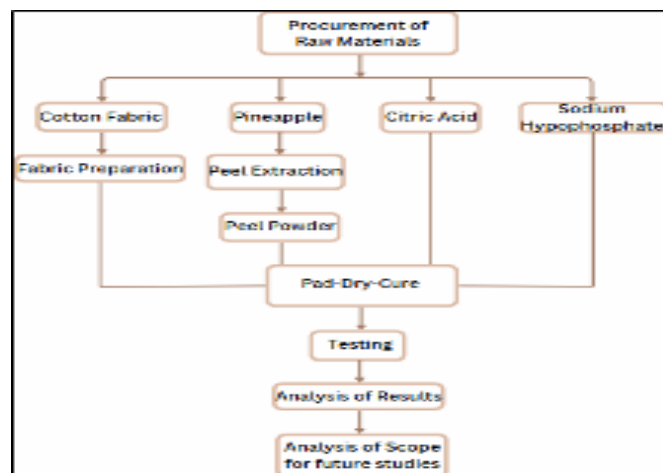 Procurement of
Raw Materials
Cotton Fabric
Pineapple
Citric Acid
Sodium
Hypophosphate
Fabric Preparation
Peel Extraction
Peel Powder
Pad-Dry-Cure
Testing
Analysis of Results
Analysis of Scope
for future studies